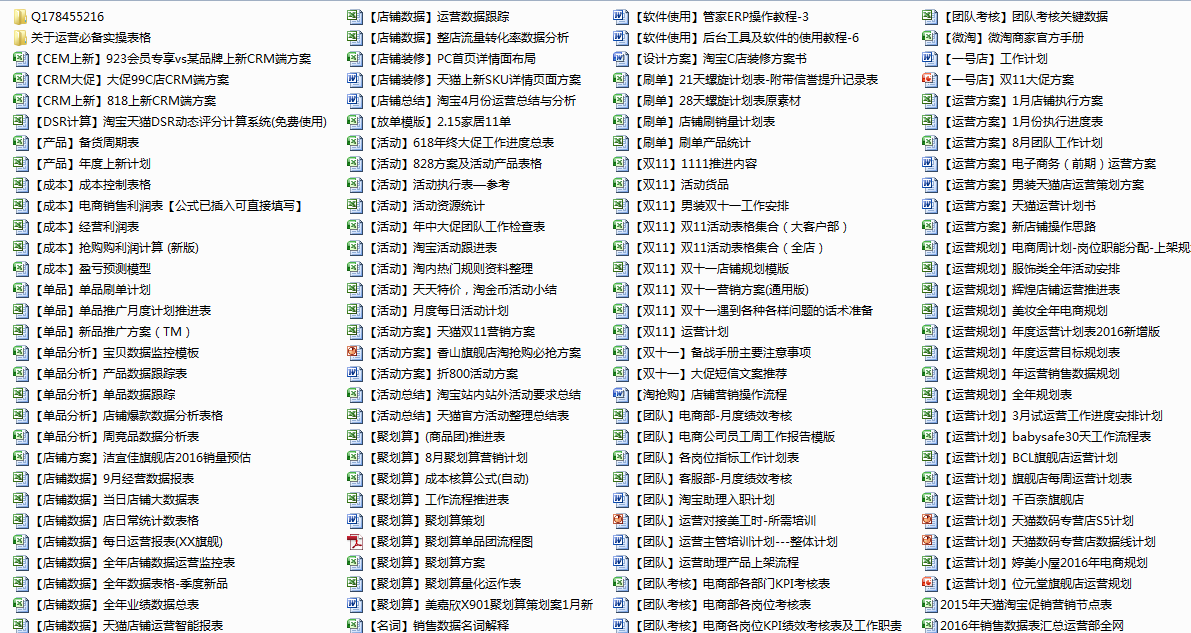 Q178455216
关于运营必备实操表格
【CEM上新】923会员专享vs某品牌上新CRM端方案
【CRM大促】大促99C店CRM端方案
【CRM上新】818上新CRM端方案
【DSR计算】淘宝天猫DSR动态评分计算系统(免费使用)
【产品】备货周期表
【产品】年度上新计划
【成本】成本控制表格
【成本】电商销售利润表【公式已插入可直接填写】
【成本】经营利润表
【成本】抢购购利润计算 (新版)
【成本】盈亏预测模型
【单品】单品刷单计划
【单品】单品推广月度计划推进表
【单品】新品推广方案（TM）
【单品分析】宝贝数据监控模板
【单品分析】产品数据跟踪表
【单品分析】单品数据跟踪
【单品分析】店铺爆款数据分析表格
【单品分析】周竞品数据分析表
【店铺方案】洁宜佳旗舰店2016销量预估
【店铺数据】9月经营数据报表
【店铺数据】当日店铺大数据表
【店铺数据】店日常统计数表格
【店铺数据】每日运营报表(XX旗舰)
【店铺数据】全年店铺数据运营监控表
【店铺数据】全年数据表格-季度新品
【店铺数据】全年业绩数据总表
【店铺数据】天猫店铺运营智能报表
【店铺数据】运营数据跟踪
【店铺数据】整店流量转化率数据分析
【店铺装修】PC首页详情面布局
【店铺装修】天猫上新SKU详情页面方案
【店铺总结】淘宝4月份运营总结与分析
【放单模版】2.15家居11单
【活动】618年终大促工作进度总表
【活动】828方案及活动产品表格
【活动】活动执行表—参考
【活动】活动资源统计
【活动】年中大促团队工作检查表
【活动】淘宝活动跟进表
【活动】淘内热门规则资料整理
【活动】天天特价，淘金币活动小结
【活动】月度每日活动计划
【活动方案】天猫双11营销方案
【活动方案】香山旗舰店淘抢购必抢方案
【活动方案】折800活动方案
【活动总结】淘宝站内站外活动要求总结
【活动总结】天猫官方活动整理总结表
【聚划算】(商品团)推进表
【聚划算】8月聚划算营销计划
【聚划算】成本核算公式(自动)
【聚划算】工作流程推进表
【聚划算】聚划算策划
【聚划算】聚划算单品团流程图
【聚划算】聚划算方案
【聚划算】聚划算量化运作表
【聚划算】美嘉欣X901聚划算策划案1月新
【名词】销售数据名词解释
【软件使用】管家ERP操作教程-3
【软件使用】后台工具及软件的使用教程-6
【设计方案】淘宝C店装修方案书
【刷单】21天螺旋计划表-附带信誉提升记录表
【刷单】28天螺旋计划表原素材
【刷单】店铺刷销量计划表
【刷单】刷单产品统计
【双11】1111推进内容
【双11】活动货品
【双11】男装双十一工作安排
【双11】双11活动表格集合（大客户部）
【双11】双11活动表格集合（全店）
【双11】双十一店铺规划模版
【双11】双十一营销方案(通用版)
【双11】双十一遇到各种各样问题的话术准备
【双11】运营计划
【双十一】备战手册主要注意事项
【双十一】大促短信文案推荐
【淘抢购】店铺营销操作流程
【团队】电商部-月度绩效考核
【团队】电商公司员工周工作报告模版
【团队】各岗位指标工作计划表
【团队】客服部-月度绩效考核
【团队】淘宝助理入职计划
【团队】运营对接美工时-所需培训
【团队】运营主管培训计划---整体计划
【团队】运营助理产品上架流程
【团队考核】电商部各部门KPI考核表
【团队考核】电商部各岗位考核表
【团队考核】电商各岗位KPI绩效考核表及工作职责
【团队考核】团队考核关键数据
【微淘】微淘商家官方手册
【一号店】工作计划
【一号店】双11大促方案
【运营方案】1月店铺执行方案
【运营方案】1月份执行进度表
【运营方案】8月团队工作计划
【运营方案】电子商务（前期）运营方案
【运营方案】男装天猫店运营策划方案
【运营方案】天猫运营计划书
【运营方案】新店铺操作思路
【运营规划】电商周计划-岗位职能分配-上架规
【运营规划】服饰类全年活动安排
【运营规划】辉煌店铺运营推进表
【运营规划】美妆全年电商规划
【运营规划】年度运营计划表2016新增版
【运营规划】年度运营目标规划表
【运营规划】年运营销售数据规划
【运营规划】全年规划表
【运营计划】3月试运营工作进度安排计划
【运营计划】babysafe30天工作流程表
【运营计划】BCL旗舰店运营计划
【运营计划】旗舰店每周运营计划表
【运营计划】千百奈旗舰店
【运营计划】天猫数码专营店S5计划
【运营计划】天猫数码专营店数据线计划
【运营计划】婷美小屋2016年电商规划
【运营计划】位元堂旗舰店运营规划
2015年天猫淘宝促销营销节点表
2016年销售数据表汇总运营部全网